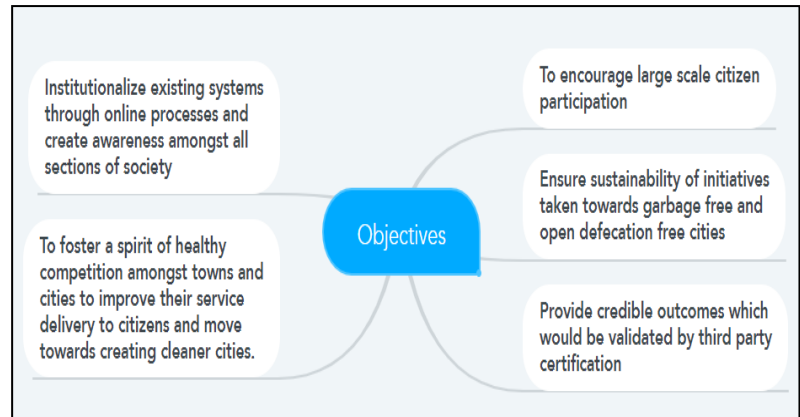 Institutionalize existing systems
through online processes and
create awareness amongst all
sections of society
To foster a spirit of healthy
competition amongst towns and
cities to improve their service
delivery to citizens and move
towards creating cleaner cities.
Objectives
To encourage large scale citizen
participation
Ensure sustainability of initiatives
taken towards garbage free and
open defecation free cities
Provide credible outcomes which
would be validated by third party
certification